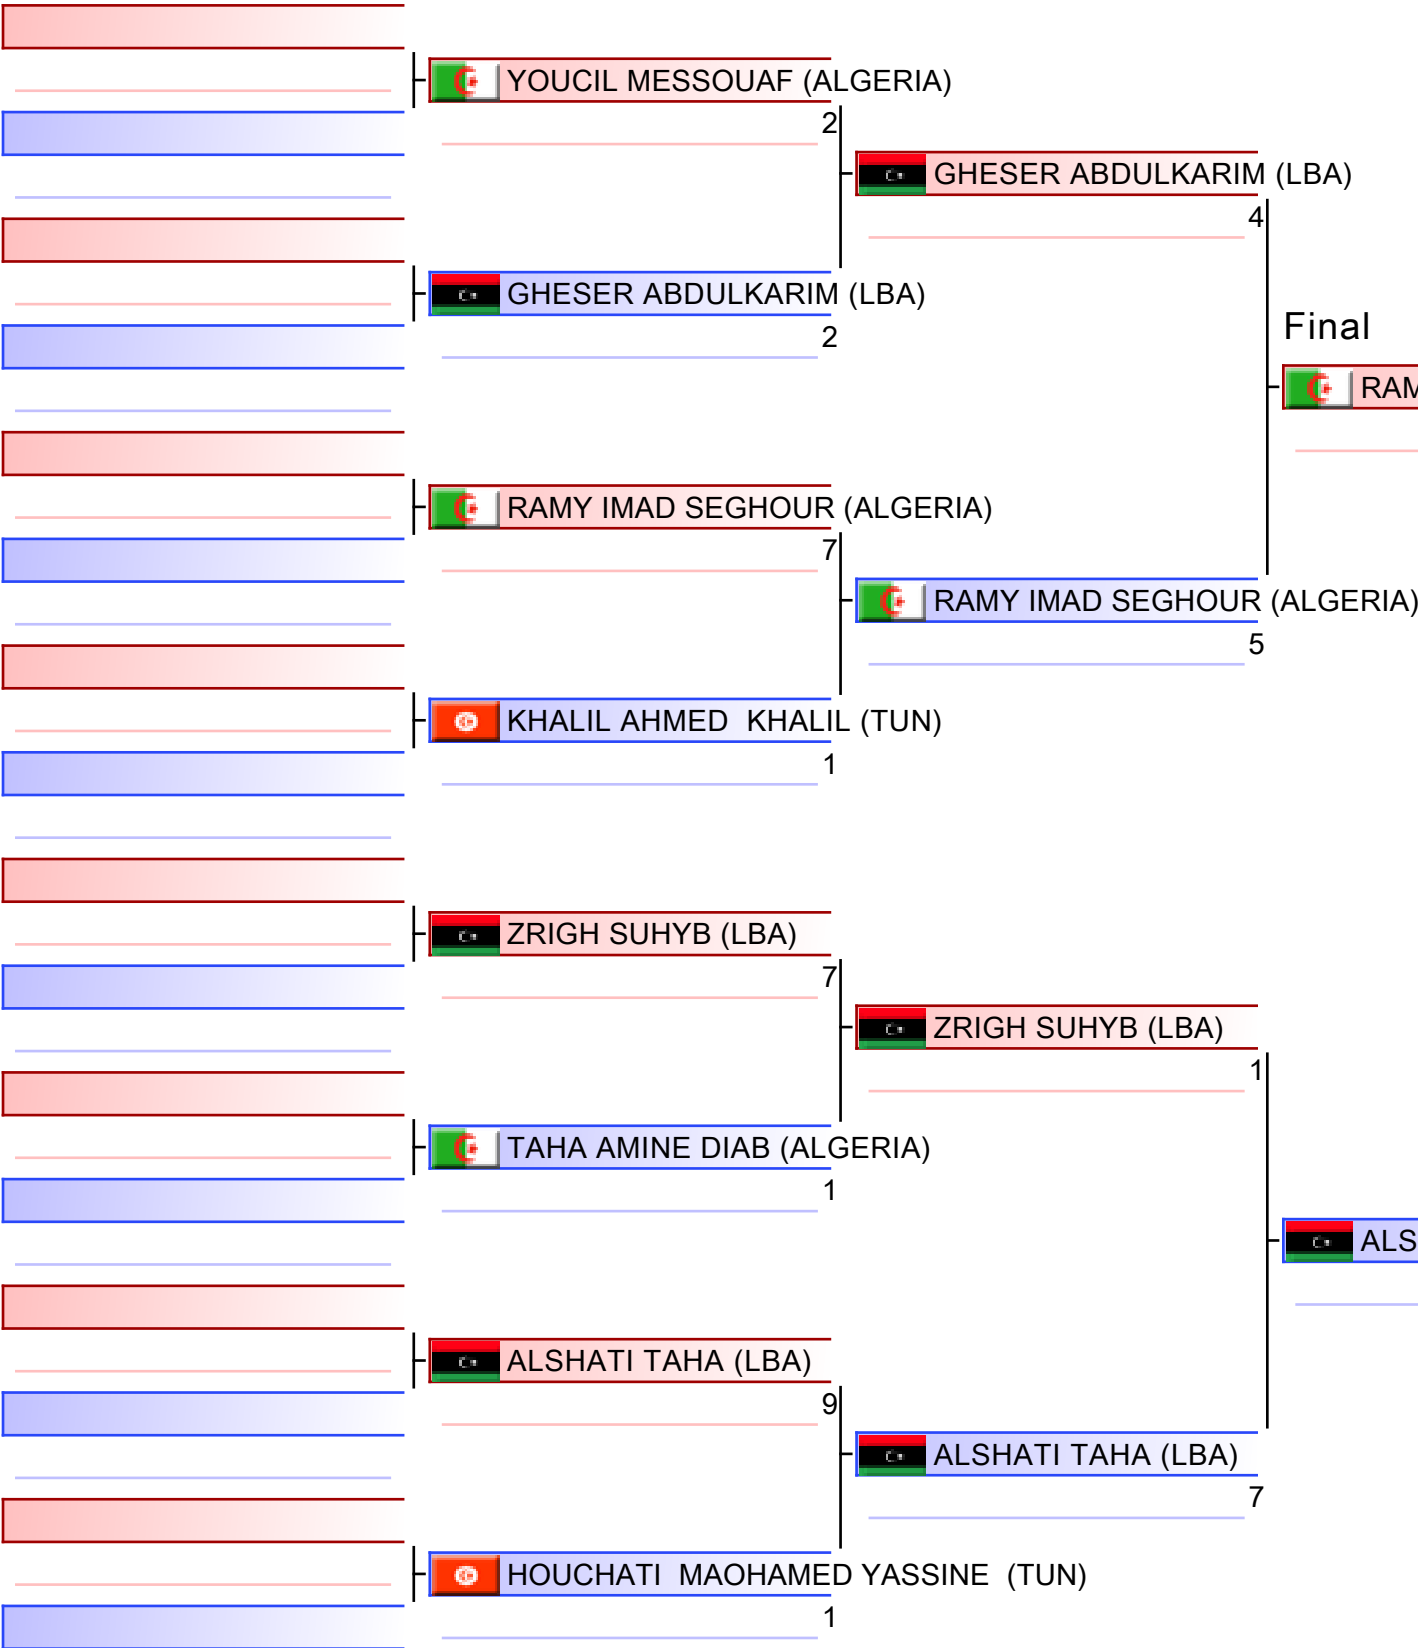 YOUCIL MESSOUAF (ALGERIA)
2
GHESER ABDULKARIM (LBA)
4
GHESER ABDULKARIM (LBA)
2
Final
RAM
RAMY IMAD SEGHOUR (ALGERIA)
7
RAMY IMAD SEGHOUR (ALGERIA)
5
KHALIL AHMED  KHALIL (TUN)
1
ZRIGH SUHYB (LBA)
7
ZRIGH SUHYB (LBA)
1
TAHA AMINE DIAB (ALGERIA)
1
ALS
ALSHATI TAHA (LBA)
9
ALSHATI TAHA (LBA)
7
HOUCHATI  MAOHAMED YASSINE  (TUN)
1